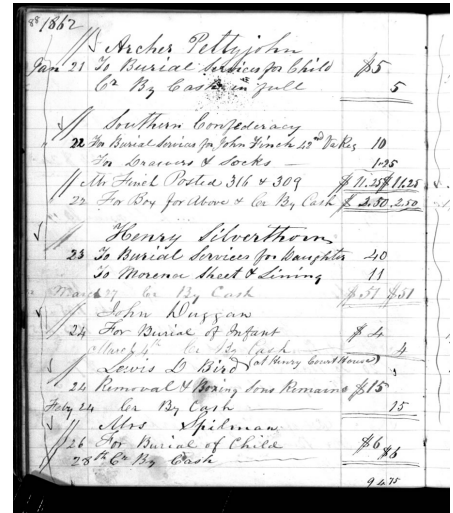 88 1862
Archer Pettyjohn
Jan 21 To Burial Services for Child $5
Cr By Cash in full 5
Southern Confederacy
22 For Burial Services for John Finch 42nd Va Reg 10
For Drawers & Socks 1.25
Mr Finch Posted 316 & 309 $11.25 $11.25
22 For Box for Above & Cr By Cash $2.50 2.50
Henry Silverthorn
23 To Burial Services for Daughter 40
To Morena Sheet & Lining 11
March 27 Cr By Cash $51 $51
John Duggan
24 For Burial of Infant $4
March 4th Cr By Cash 4
Lewis D Bird (at Henry Court House)
24 Removal & Boxing Sons Remains $15
Feby 24 Cr By Cash 15
Mrs Spilman
26 For Burial of Child $6
28th Cr By Cash $6
94.75